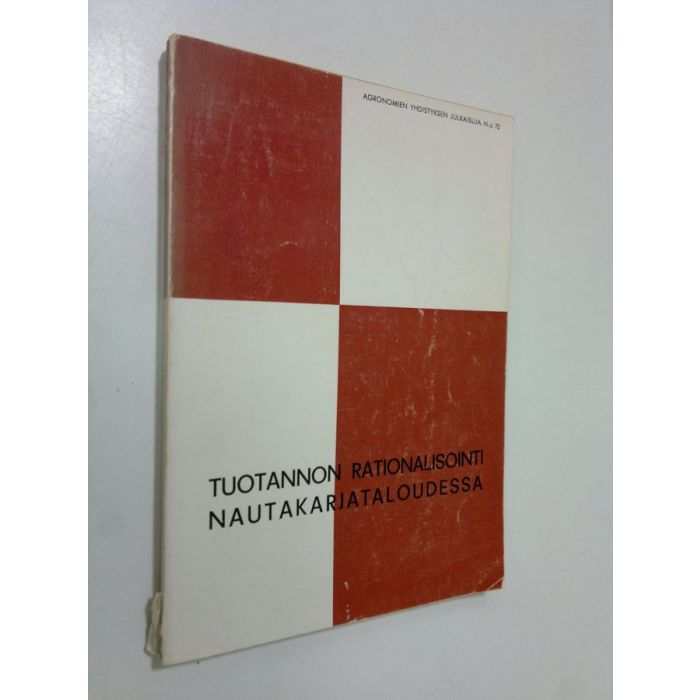 AGRONOMIEN YHDISTYKSEN JULKAISUJA N:o 72
TUOTANNON RATIONALISOINTI
NAUTAKARJATALOUDESSA